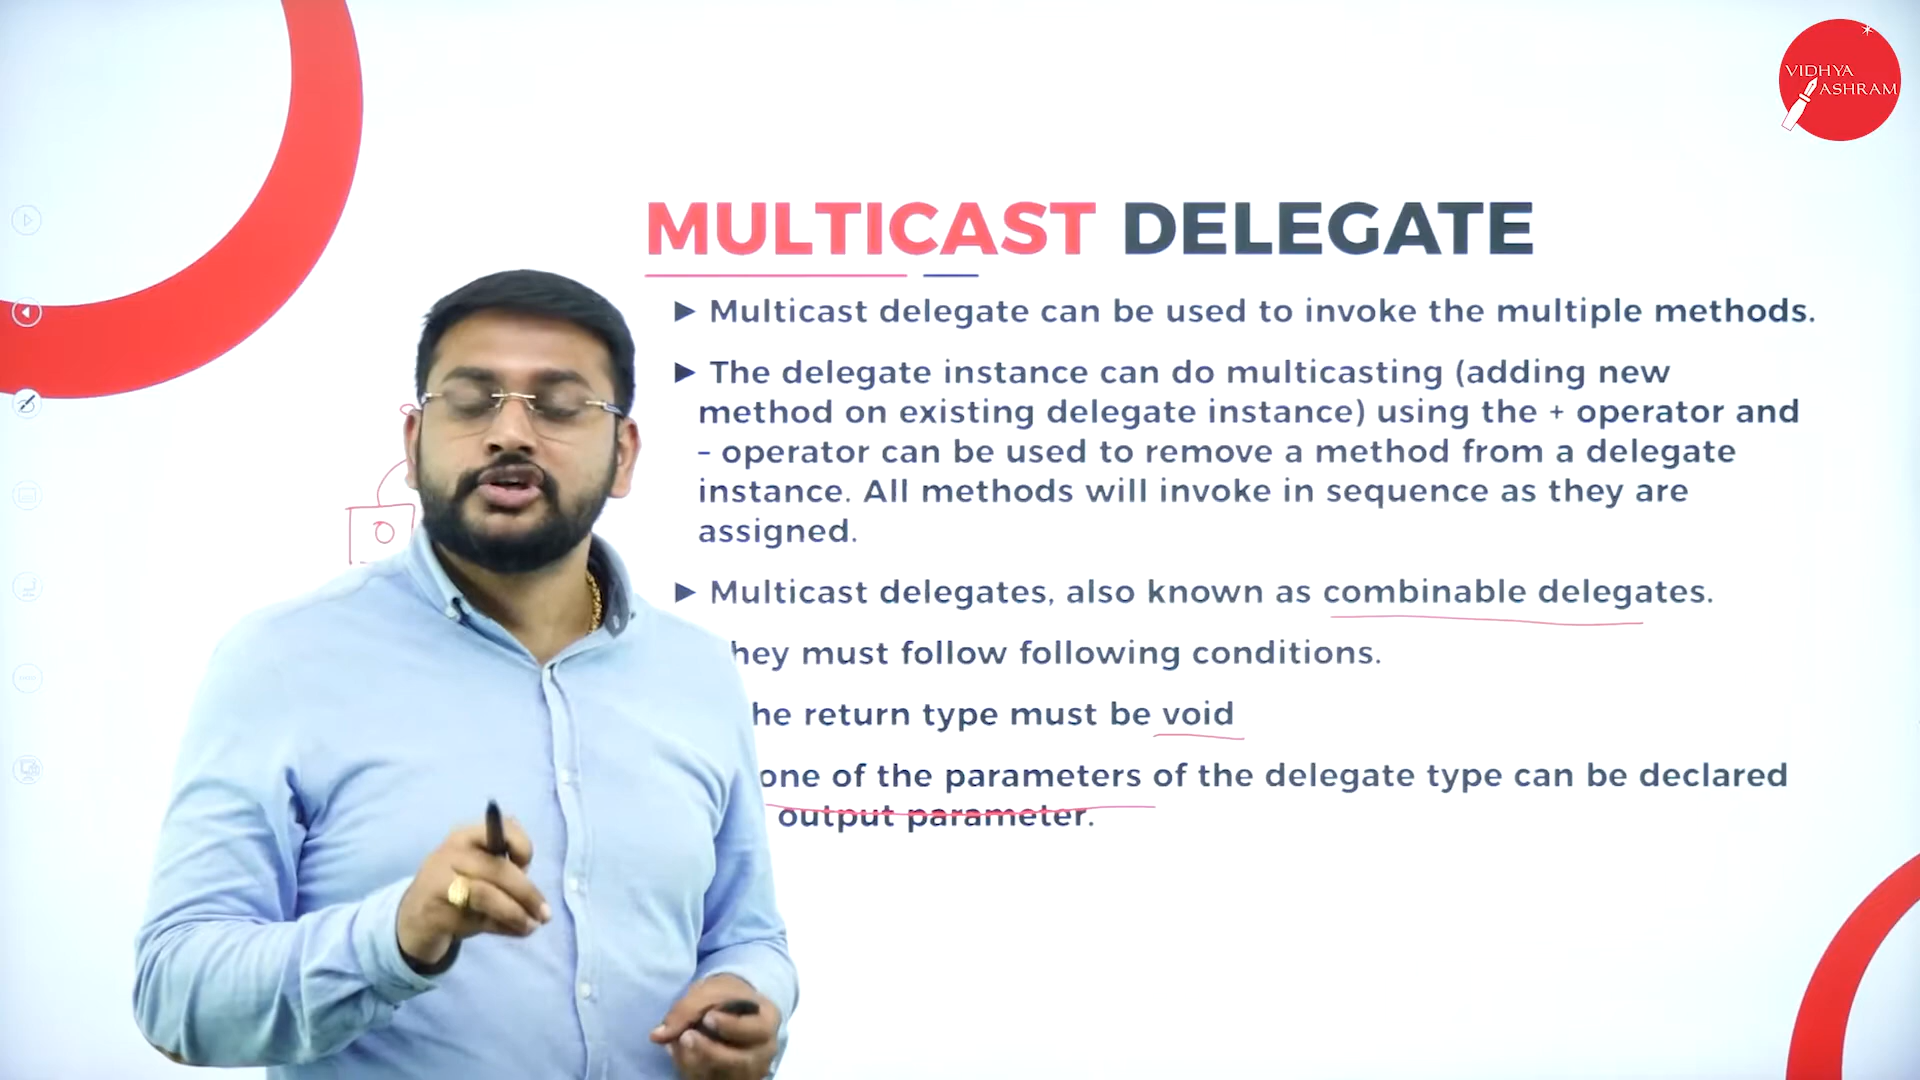 VIDHYA
ASHRAM
MULTICAST DELEGATE
► Multicast delegate can be used to invoke the multiple methods.
► The delegate instance can do multicasting (adding new
method on existing delegate instance) using the + operator and
– operator can be used to remove a method from a delegate
instance. All methods will invoke in sequence as they are
assigned.
► Multicast delegates, also known as combinable delegates.
hey must follow following conditions.
he return type must be void
one of the parameters of the delegate type can be declared
output parameter.